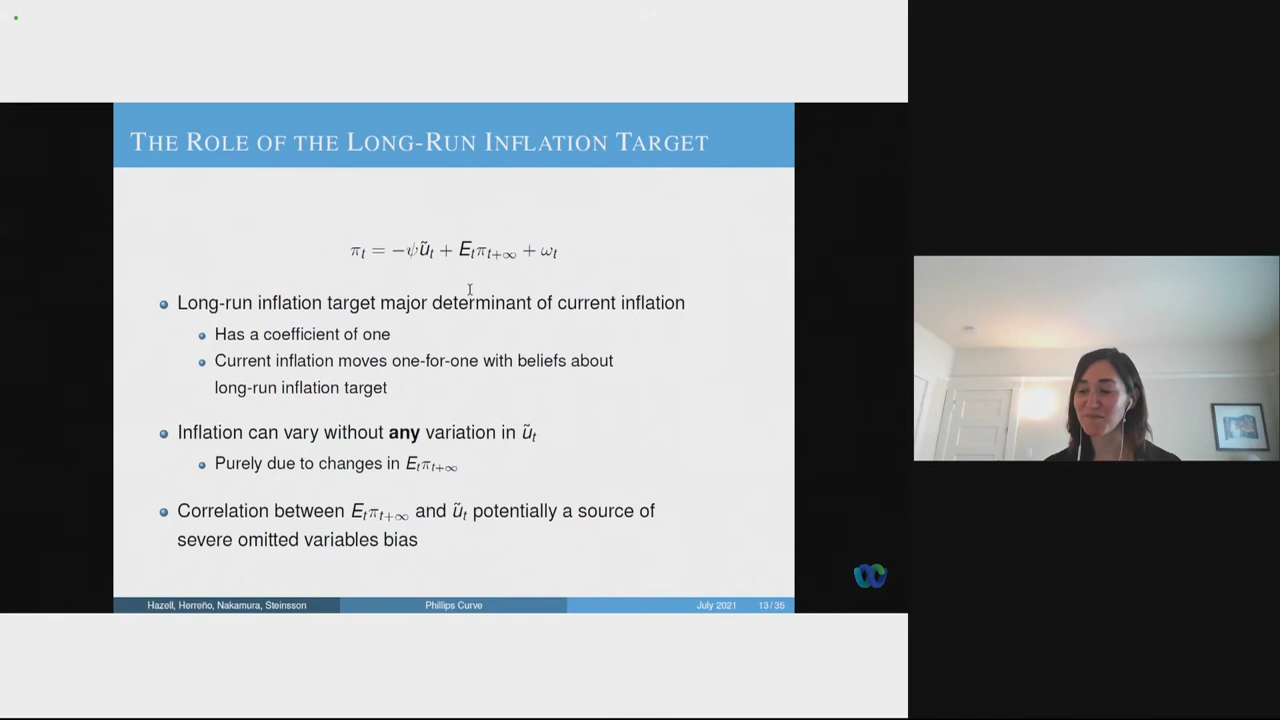 THE ROLE OF THE LONG-RUN INFLATION TARGET
πₜ = −ψũₜ + Eₜπₜ₊∞ + ωₜ
Long-run inflation target major determinant of current inflation
Has a coefficient of one
Current inflation moves one-for-one with beliefs about
long-run inflation target
Inflation can vary without any variation in ũₜ
Purely due to changes in Eₜπₜ₊∞
Correlation between Eₜπₜ₊∞ and ũₜ potentially a source of
severe omitted variables bias
Hazell, Herreño, Nakamura, Steinsson Phillips Curve July 2021 13 / 35